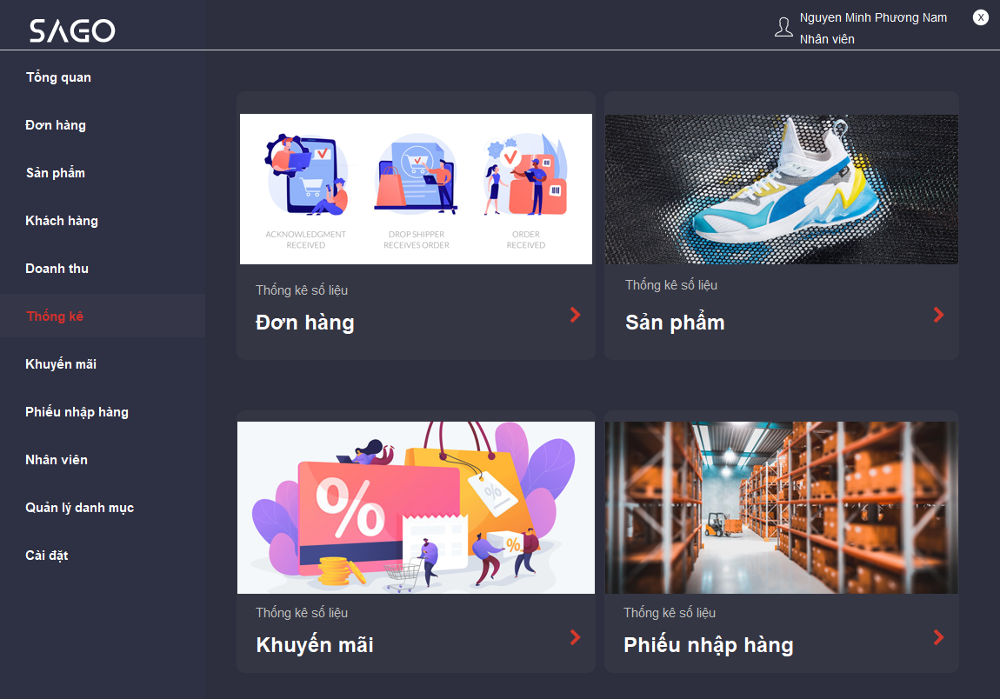 SAGO
Nguyen Minh Phương Nam
X
Nhân viên
Tổng quan
Đơn hàng
Sản phẩm
Khách hàng
Doanh thu
Thống kê
Khuyến mãi
Phiếu nhập hàng
Nhân viên
Quản lý danh mục
Cài đặt
ACKNOWLEDGMENT
RECEIVED
DROP SHIPPER
RECEIVES ORDER
ORDER
RECEIVED
Thống kê số liệu
Đơn hàng
Thống kê số liệu
Sản phẩm
%
%
%
Thống kê số liệu
Khuyến mãi
Thống kê số liệu
Phiếu nhập hàng